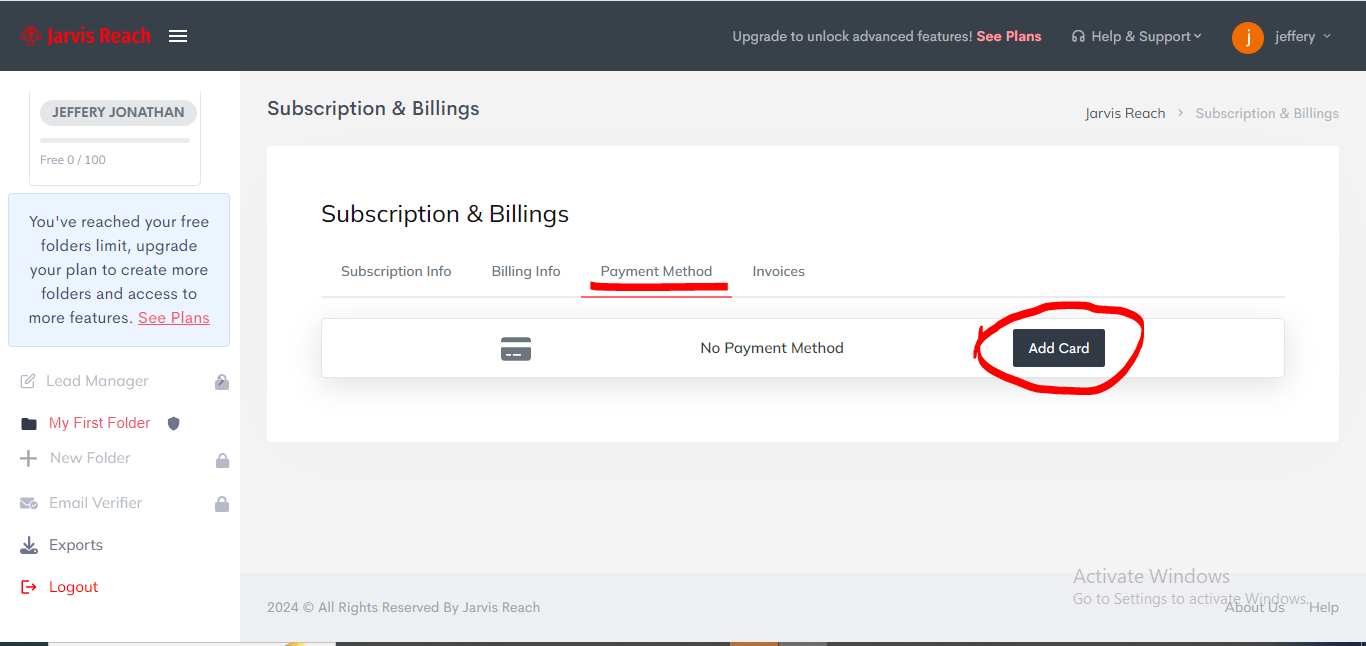 Jarvis Reach
Upgrade to unlock advanced features! See Plans
Help & Support
j
jeffery
JEFFERY JONATHAN
Free 0 / 100
You've reached your free
folders limit, upgrade
your plan to create more
folders and access to
more features. See Plans
Lead Manager
My First Folder
New Folder
Email Verifier
Exports
Logout
Subscription & Billings
Jarvis Reach > Subscription & Billings
Subscription & Billings
Subscription Info
Billing Info
Payment Method
Invoices
No Payment Method
Add Card
Activate Windows
Go to Settings to activate Windows.
2024 © All Rights Reserved By Jarvis Reach
About Us
Help